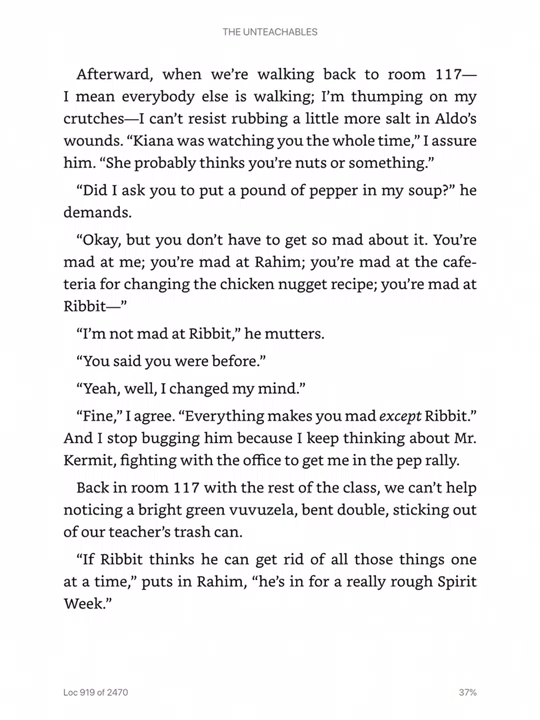 THE UNTEACHABLES
Afterward, when we’re walking back to room 117—
I mean everybody else is walking; I’m thumping on my
crutches—I can’t resist rubbing a little more salt in Aldo’s
wounds. “Kiana was watching you the whole time,” I assure
him. “She probably thinks you’re nuts or something.”
“Did I ask you to put a pound of pepper in my soup?” he
demands.
“Okay, but you don’t have to get so mad about it. You’re
mad at me; you’re mad at Rahim; you’re mad at the cafe-
teria for changing the chicken nugget recipe; you’re mad at
Ribbit—”
“I’m not mad at Ribbit,” he mutters.
“You said you were before.”
“Yeah, well, I changed my mind.”
“Fine,” I agree. “Everything makes you mad except Ribbit.”
And I stop bugging him because I keep thinking about Mr.
Kermit, fighting with the office to get me in the pep rally.
Back in room 117 with the rest of the class, we can’t help
noticing a bright green vuvuzela, bent double, sticking out
of our teacher’s trash can.
“If Ribbit thinks he can get rid of all those things one
at a time,” puts in Rahim, “he’s in for a really rough Spirit
Week.”
Loc 919 of 2470
37%